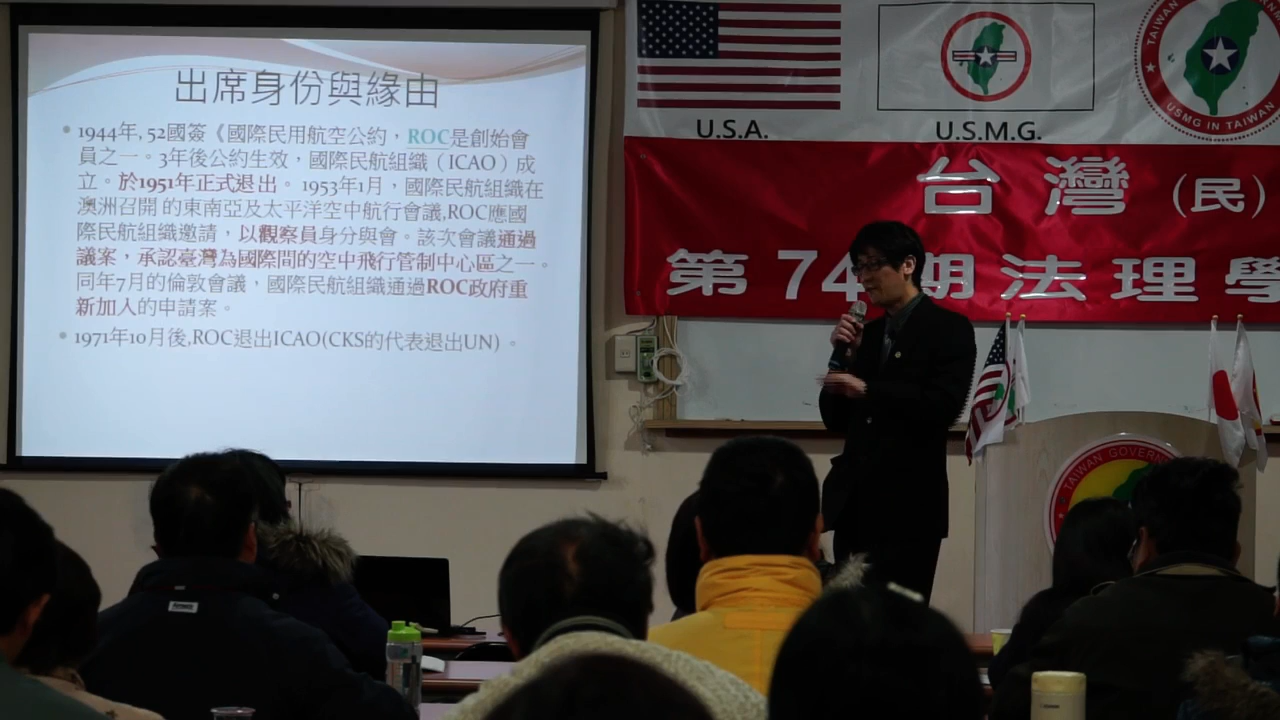 出席身份與緣由
• 1944年, 52國簽《國際民用航空公約，ROC是創始會
員之一。3年後公約生效，國際民航組織（ICAO）成
立。於1951年正式退出。1953年1月，國際民航組織在
澳洲召開 的東南亞及太平洋空中航行會議,ROC應國
際民航組織邀請，以觀察員身分與會。該次會議通過
議案，承認臺灣為國際間的空中飛行管制中心區之一。
同年7月的倫敦會議，國際民航組織通過ROC政府重
新加入的申請案。
• 1971年10月後,ROC退出ICAO(CKS的代表退出UN) 。
U.S.A.
U.S.M.G.
TAIWAN
USMG IN TAIWAN
台灣(民)
第74期法理學
TAIWAN GOVERN